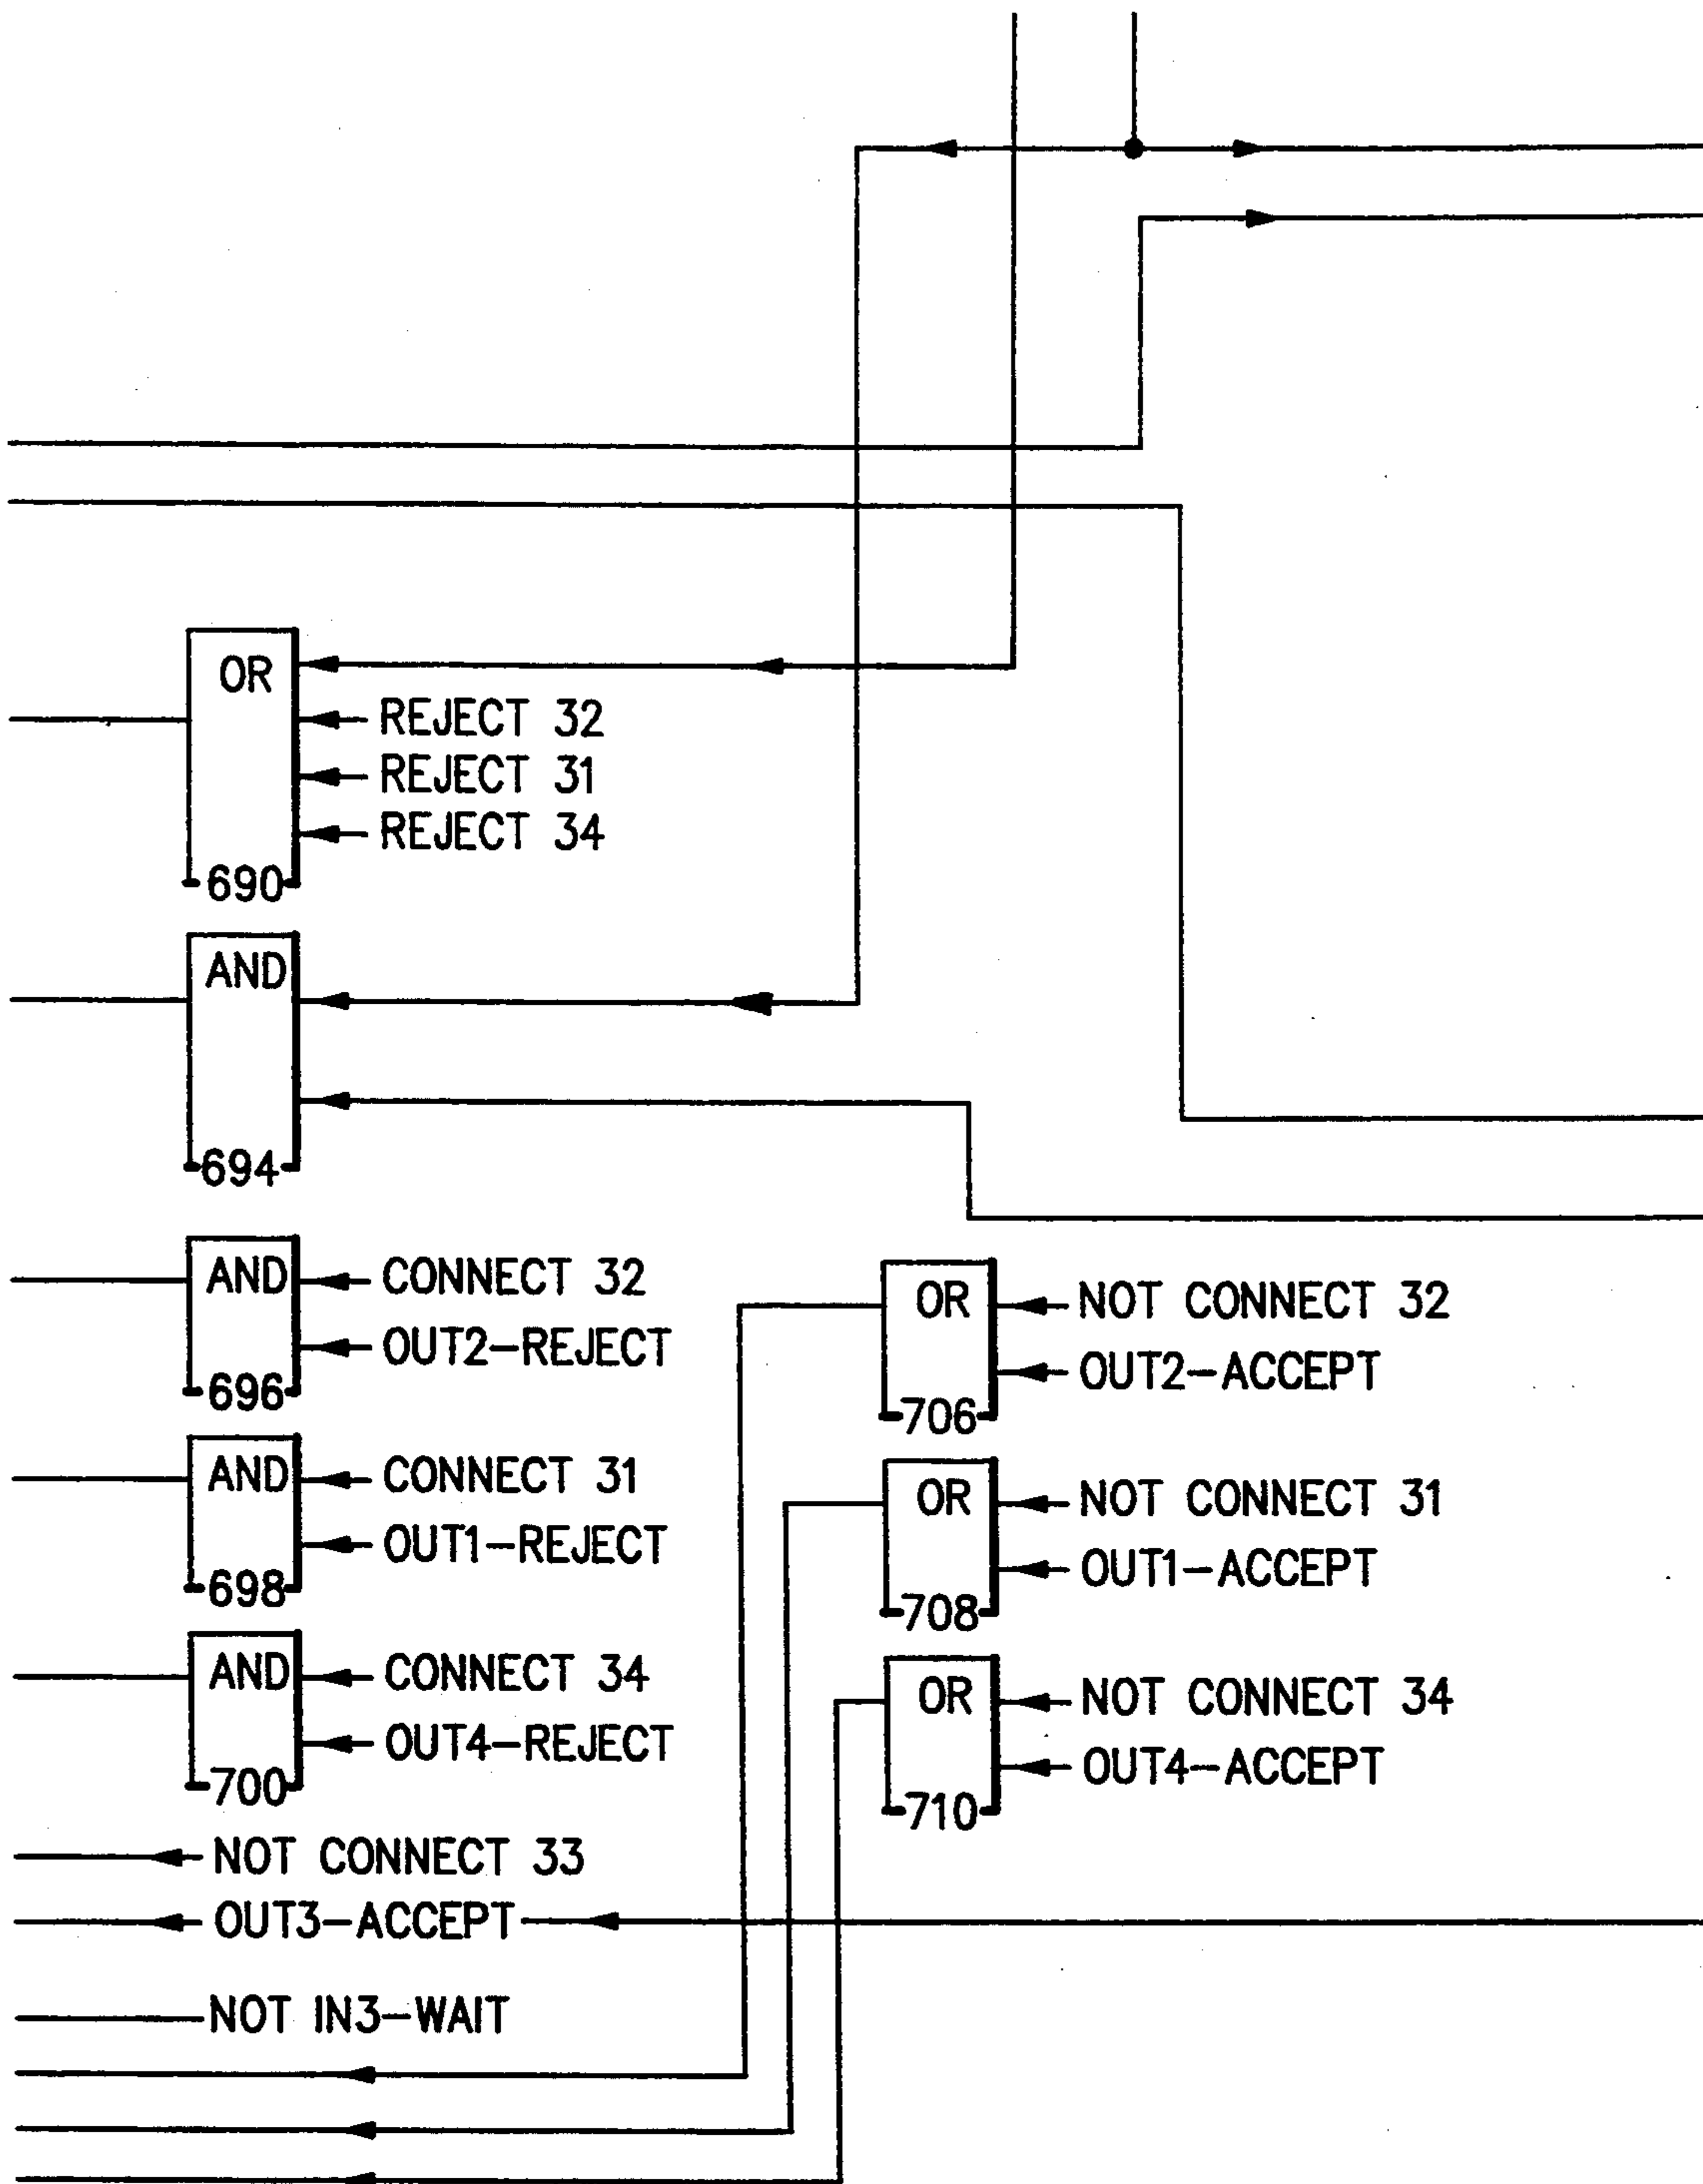 OR
REJECT 32
REJECT 31
REJECT 34
690
AND
694
AND
CONNECT 32
OUT2-REJECT
696
AND
CONNECT 31
OUT1-REJECT
698
AND
CONNECT 34
OUT4-REJECT
700
OR
NOT CONNECT 32
OUT2-ACCEPT
706
OR
NOT CONNECT 31
OUT1-ACCEPT
708
OR
NOT CONNECT 34
OUT4-ACCEPT
710
NOT CONNECT 33
OUT3-ACCEPT
NOT IN3-WAIT